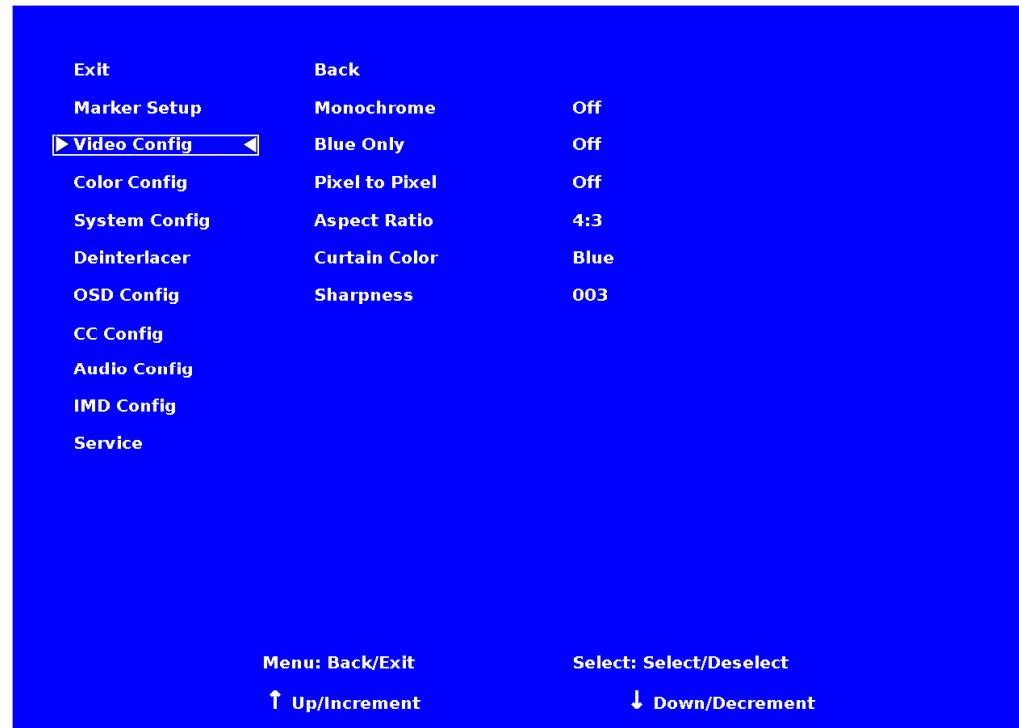 Exit Back
Marker Setup Monochrome Off
Video Config Blue Only Off
Color Config Pixel to Pixel Off
System Config Aspect Ratio 4:3
Deinterlacer Curtain Color Blue
OSD Config Sharpness 003
CC Config
Audio Config
IMD Config
Service
Menu: Back/Exit Select: Select/Deselect
↑ Up/Increment ↓ Down/Decrement